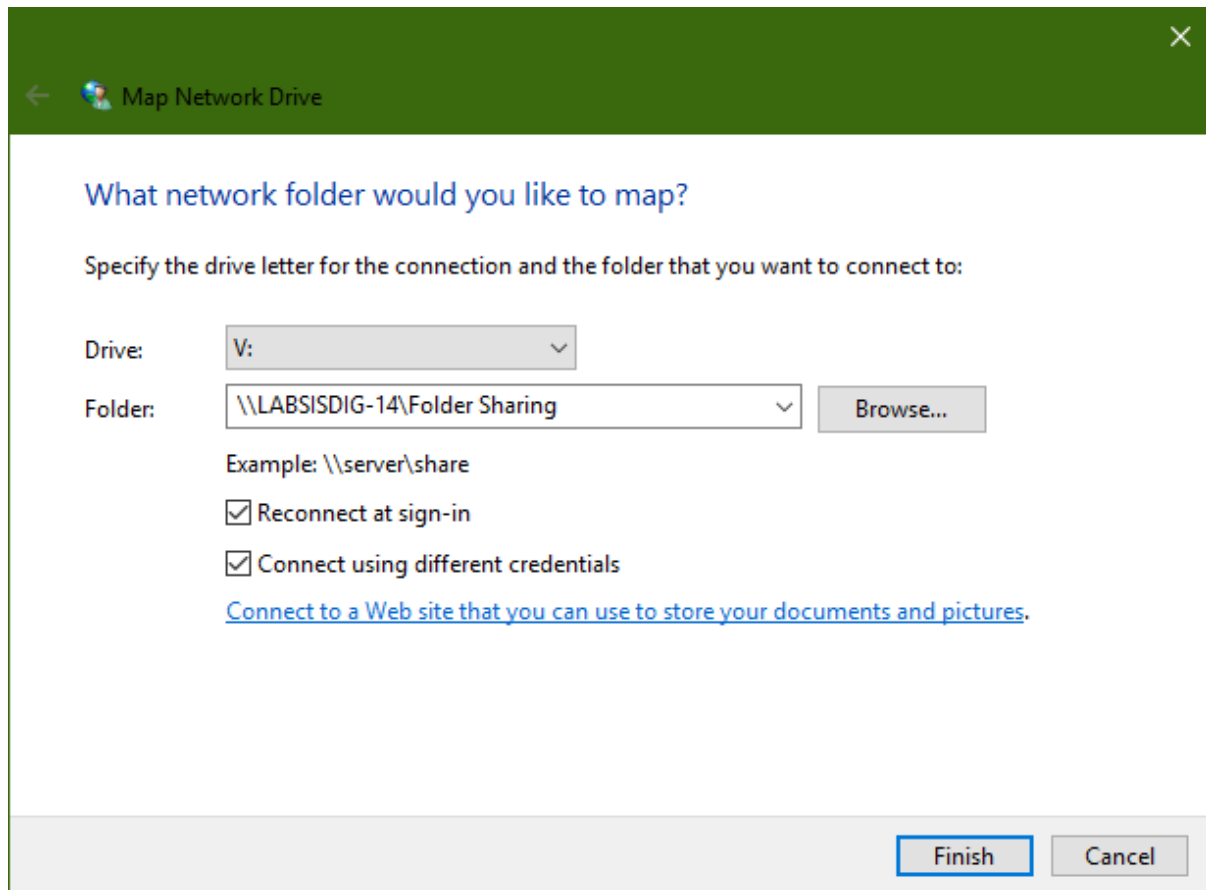 Map Network Drive
What network folder would you like to map?
Specify the drive letter for the connection and the folder that you want to connect to:
Drive: V:
Folder: \\LABSISDIG-14\Folder Sharing Browse...
Example: \\server\share
Reconnect at sign-in
Connect using different credentials
Connect to a Web site that you can use to store your documents and pictures.
Finish Cancel